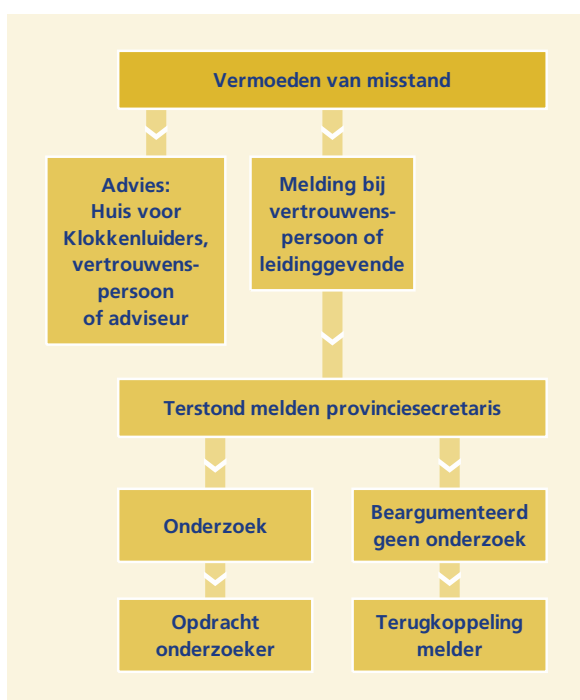 Vermoeden van misstand
Advies:
Huis voor
Klokkenluiders,
vertrouwens-
persoon
of adviseur
Melding bij
vertrouwens-
persoon of
leidinggevende
Terstond melden provinciesecretaris
Onderzoek
Beargumenteerd
geen onderzoek
Opdracht
onderzoeker
Terugkoppeling
melder